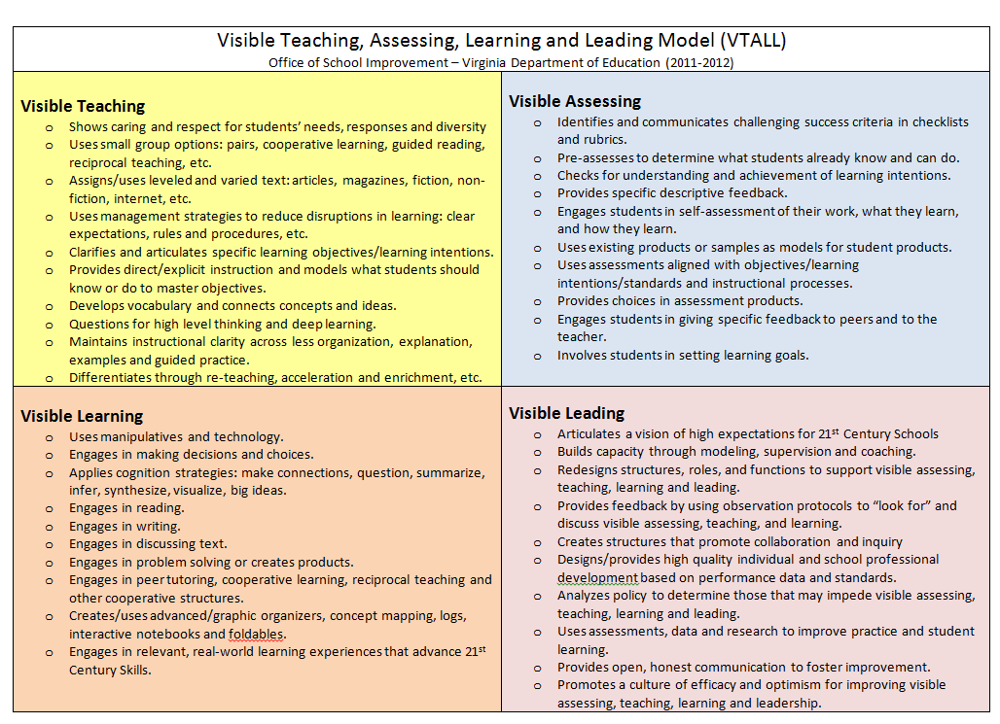 Visible Teaching, Assessing, Learning and Leading Model (VTALL)
Office of School Improvement – Virginia Department of Education (2011-2012)
Visible Teaching
o Shows caring and respect for students’ needs, responses and diversity
o Uses small group options: pairs, cooperative learning, guided reading,
reciprocal teaching, etc.
o Assigns/uses leveled and varied text: articles, magazines, fiction, non-
fiction, internet, etc.
o Uses management strategies to reduce disruptions in learning: clear
expectations, rules and procedures, etc.
o Clarifies and articulates specific learning objectives/learning intentions.
o Provides direct/explicit instruction and models what students should
know or do to master objectives.
o Develops vocabulary and connects concepts and ideas.
o Questions for high level thinking and deep learning.
o Maintains instructional clarity across less organization, explanation,
examples and guided practice.
o Differentiates through re-teaching, acceleration and enrichment, etc.
Visible Assessing
o Identifies and communicates challenging success criteria in checklists
and rubrics.
o Pre-assesses to determine what students already know and can do.
o Checks for understanding and achievement of learning intentions.
o Provides specific descriptive feedback.
o Engages students in self-assessment of their work, what they learn,
and how they learn.
o Uses existing products or samples as models for student products.
o Uses assessments aligned with objectives/learning
intentions/standards and instructional processes.
o Provides choices in assessment products.
o Engages students in giving specific feedback to peers and to the
teacher.
o Involves students in setting learning goals.
Visible Learning
o Uses manipulatives and technology.
o Engages in making decisions and choices.
o Applies cognition strategies: make connections, question, summarize,
infer, synthesize, visualize, big ideas.
o Engages in reading.
o Engages in writing.
o Engages in discussing text.
o Engages in problem solving or creates products.
o Engages in peer tutoring, cooperative learning, reciprocal teaching and
other cooperative structures.
o Creates/uses advanced/graphic organizers, concept mapping, logs,
interactive notebooks and foldables.
o Engages in relevant, real-world learning experiences that advance 21st
Century Skills.
Visible Leading
o Articulates a vision of high expectations for 21st Century Schools
o Builds capacity through modeling, supervision and coaching.
o Redesigns structures, roles, and functions to support visible assessing,
teaching, learning and leading.
o Provides feedback by using observation protocols to “look for” and
discuss visible assessing, teaching, and learning.
o Creates structures that promote collaboration and inquiry
o Designs/provides high quality individual and school professional
development based on performance data and standards.
o Analyzes policy to determine those that may impede visible assessing,
teaching, learning and leading.
o Uses assessments, data and research to improve practice and student
learning.
o Provides open, honest communication to foster improvement.
o Promotes a culture of efficacy and optimism for improving visible
assessing, teaching, learning and leadership.